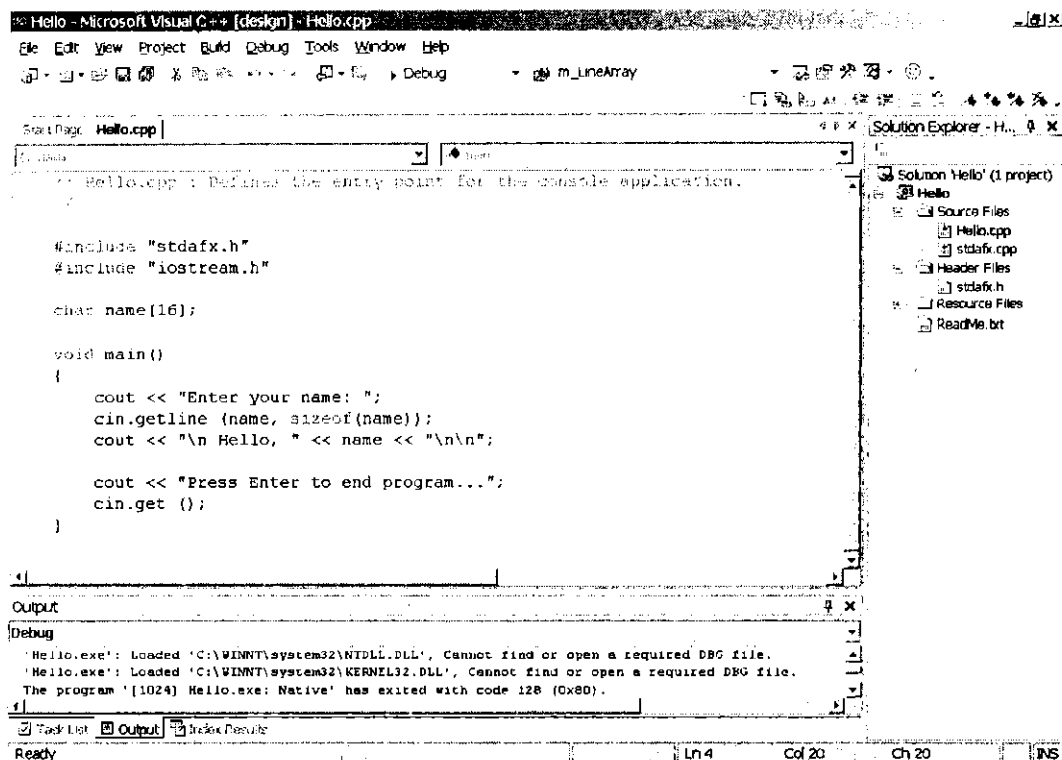 Hello - Microsoft Visual C++ [design] - Hello.cpp
File Edit View Project Build Debug Tools Window Help
Debug
m_LineArray
Start Page Hello.cpp
Solution Explorer - H...
// Hello.cpp : Defines the entry point for the console application.
//
#include "stdafx.h"
#include "iostream.h"
char name[16];
void main()
{
cout << "Enter your name: ";
cin.getline (name, sizeof(name));
cout << "\n Hello, " << name << "\n\n";
cout << "Press Enter to end program...";
cin.get ();
}
Solution 'Hello' (1 project)
Hello
Source Files
Hello.cpp
stdafx.cpp
Header Files
stdafx.h
Resource Files
ReadMe.txt
Output
Debug
'Hello.exe': Loaded 'C:\WINNT\system32\NTDLL.DLL', Cannot find or open a required DBG file.
'Hello.exe': Loaded 'C:\WINNT\system32\KERNEL32.DLL', Cannot find or open a required DBG file.
The program '[1024] Hello.exe: Native' has exited with code 128 (0x80).
Task List Output Index Results
Ready Ln 4 Col 20 Ch 20 INS